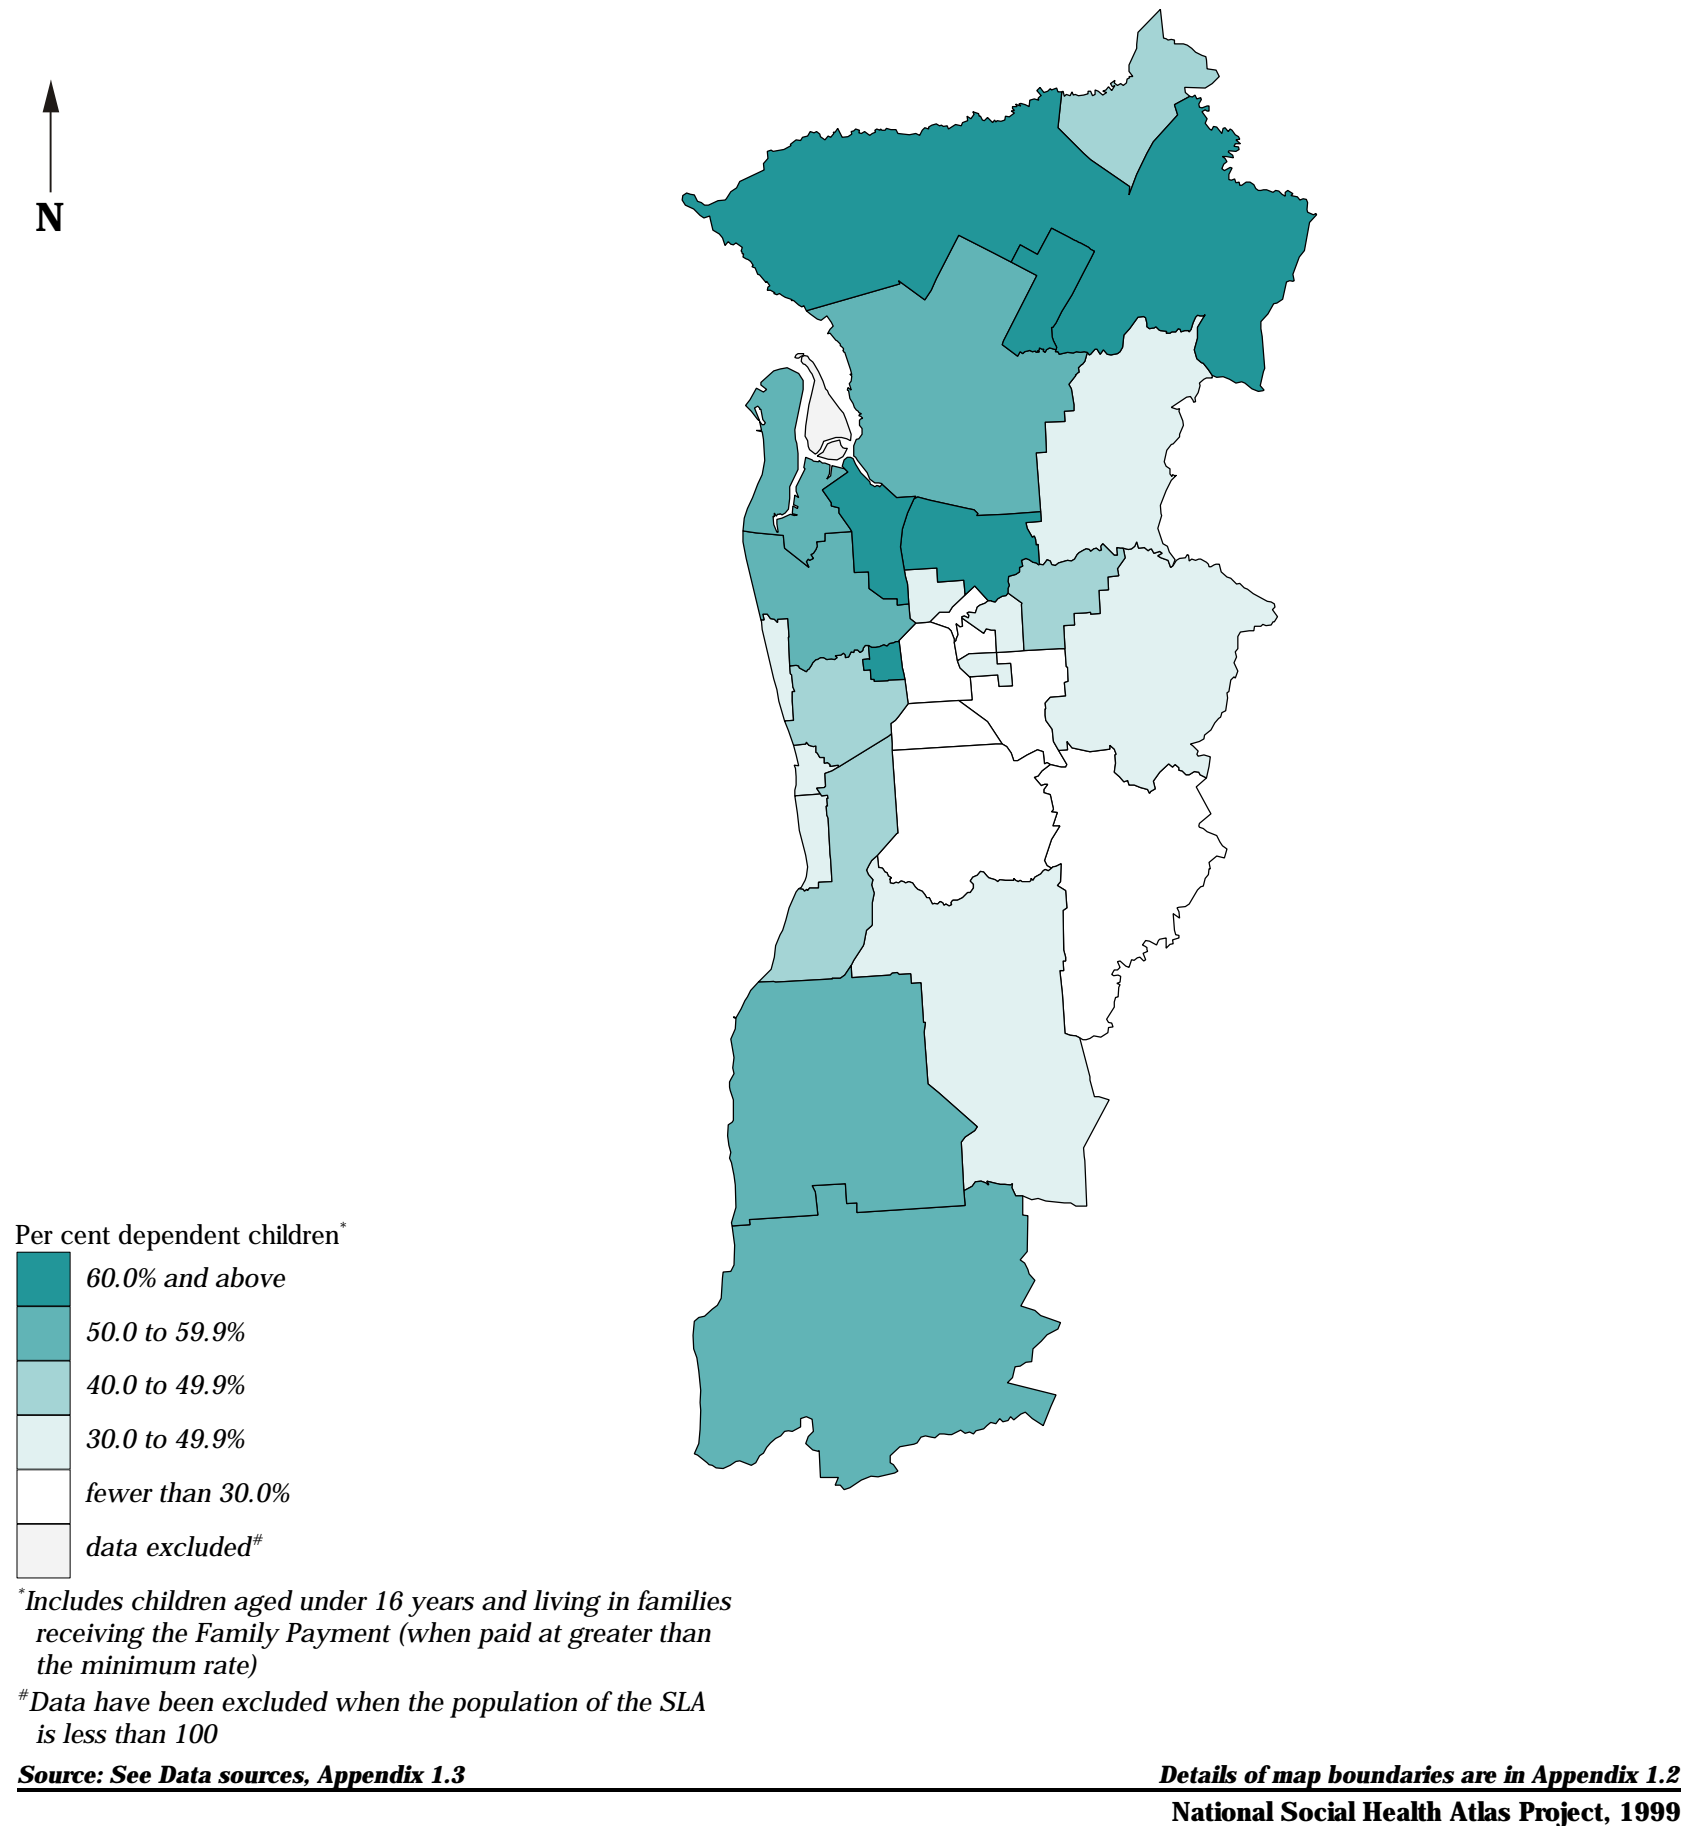 N
Per cent dependent children*
60.0% and above
50.0 to 59.9%
40.0 to 49.9%
30.0 to 49.9%
fewer than 30.0%
data excluded#
*Includes children aged under 16 years and living in families
receiving the Family Payment (when paid at greater than
the minimum rate)
#Data have been excluded when the population of the SLA
is less than 100
Source: See Data sources, Appendix 1.3
Details of map boundaries are in Appendix 1.2
National Social Health Atlas Project, 1999